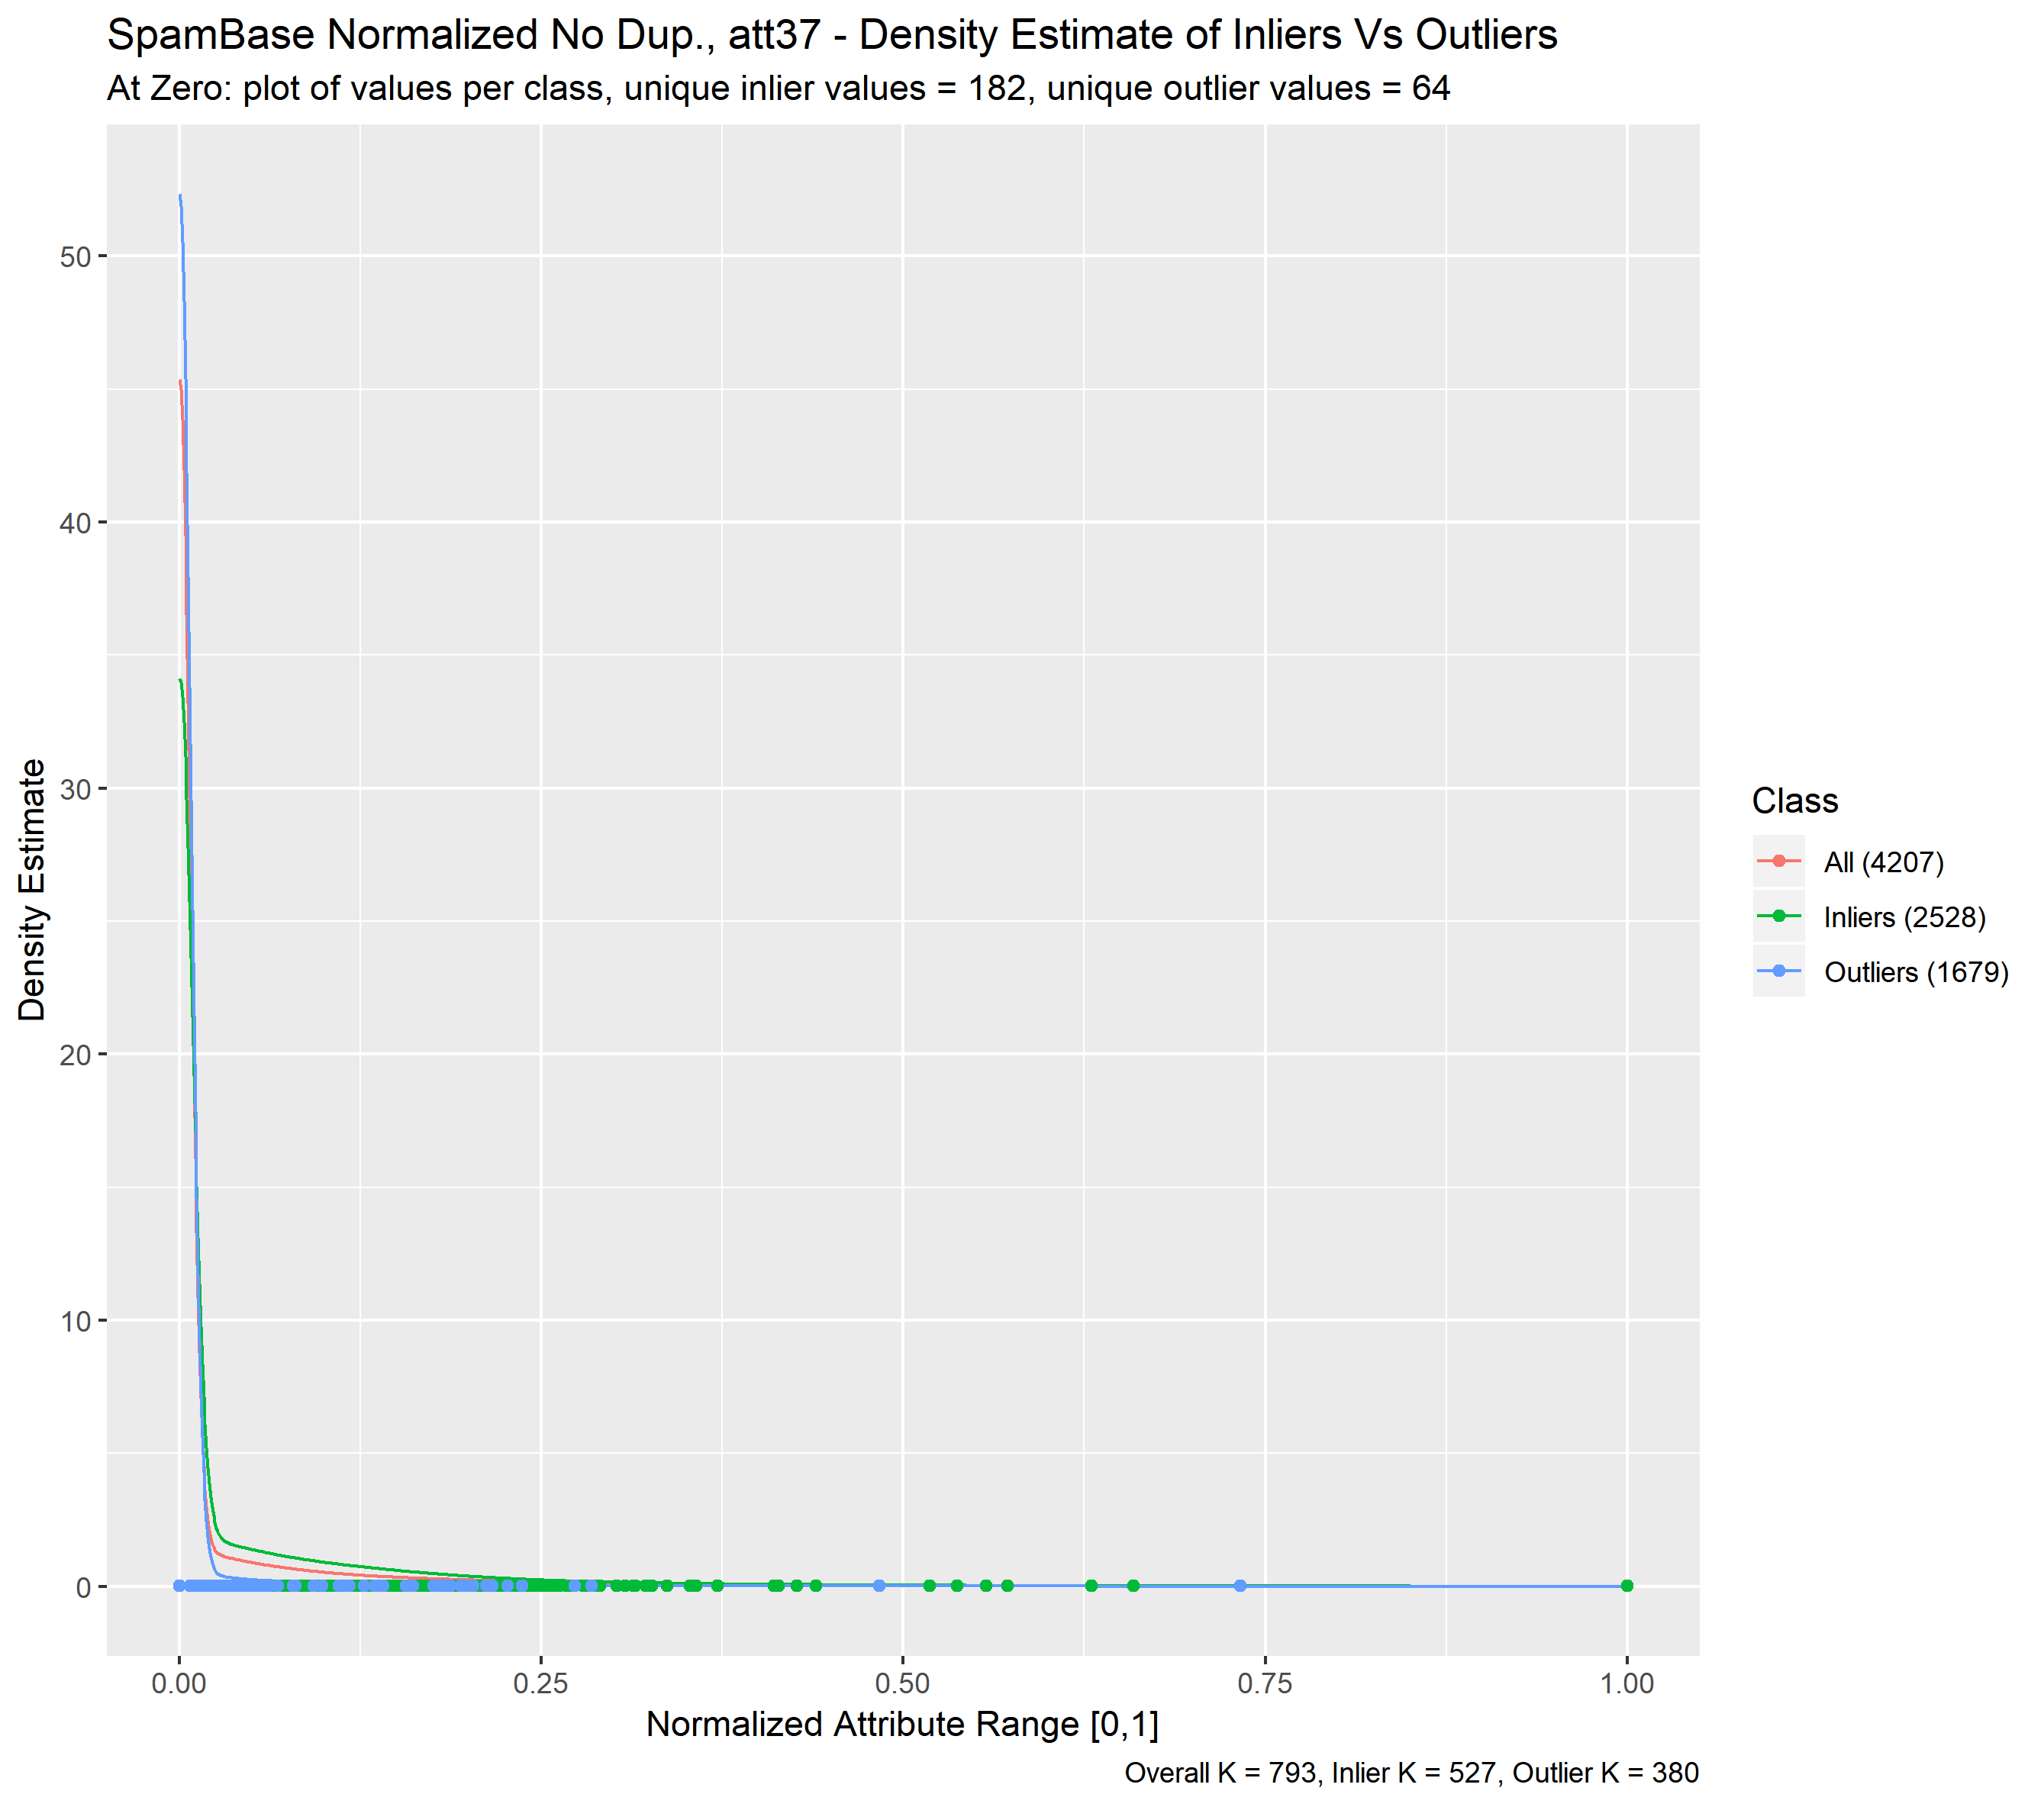 SpamBase Normalized No Dup., att37 - Density Estimate of Inliers Vs Outliers
At Zero: plot of values per class, unique inlier values = 182, unique outlier values = 64
Density Estimate
50
40
30
20
10
0
0.00
0.25
0.50
0.75
1.00
Normalized Attribute Range [0,1]
Class
All (4207)
Inliers (2528)
Outliers (1679)
Overall K = 793, Inlier K = 527, Outlier K = 380